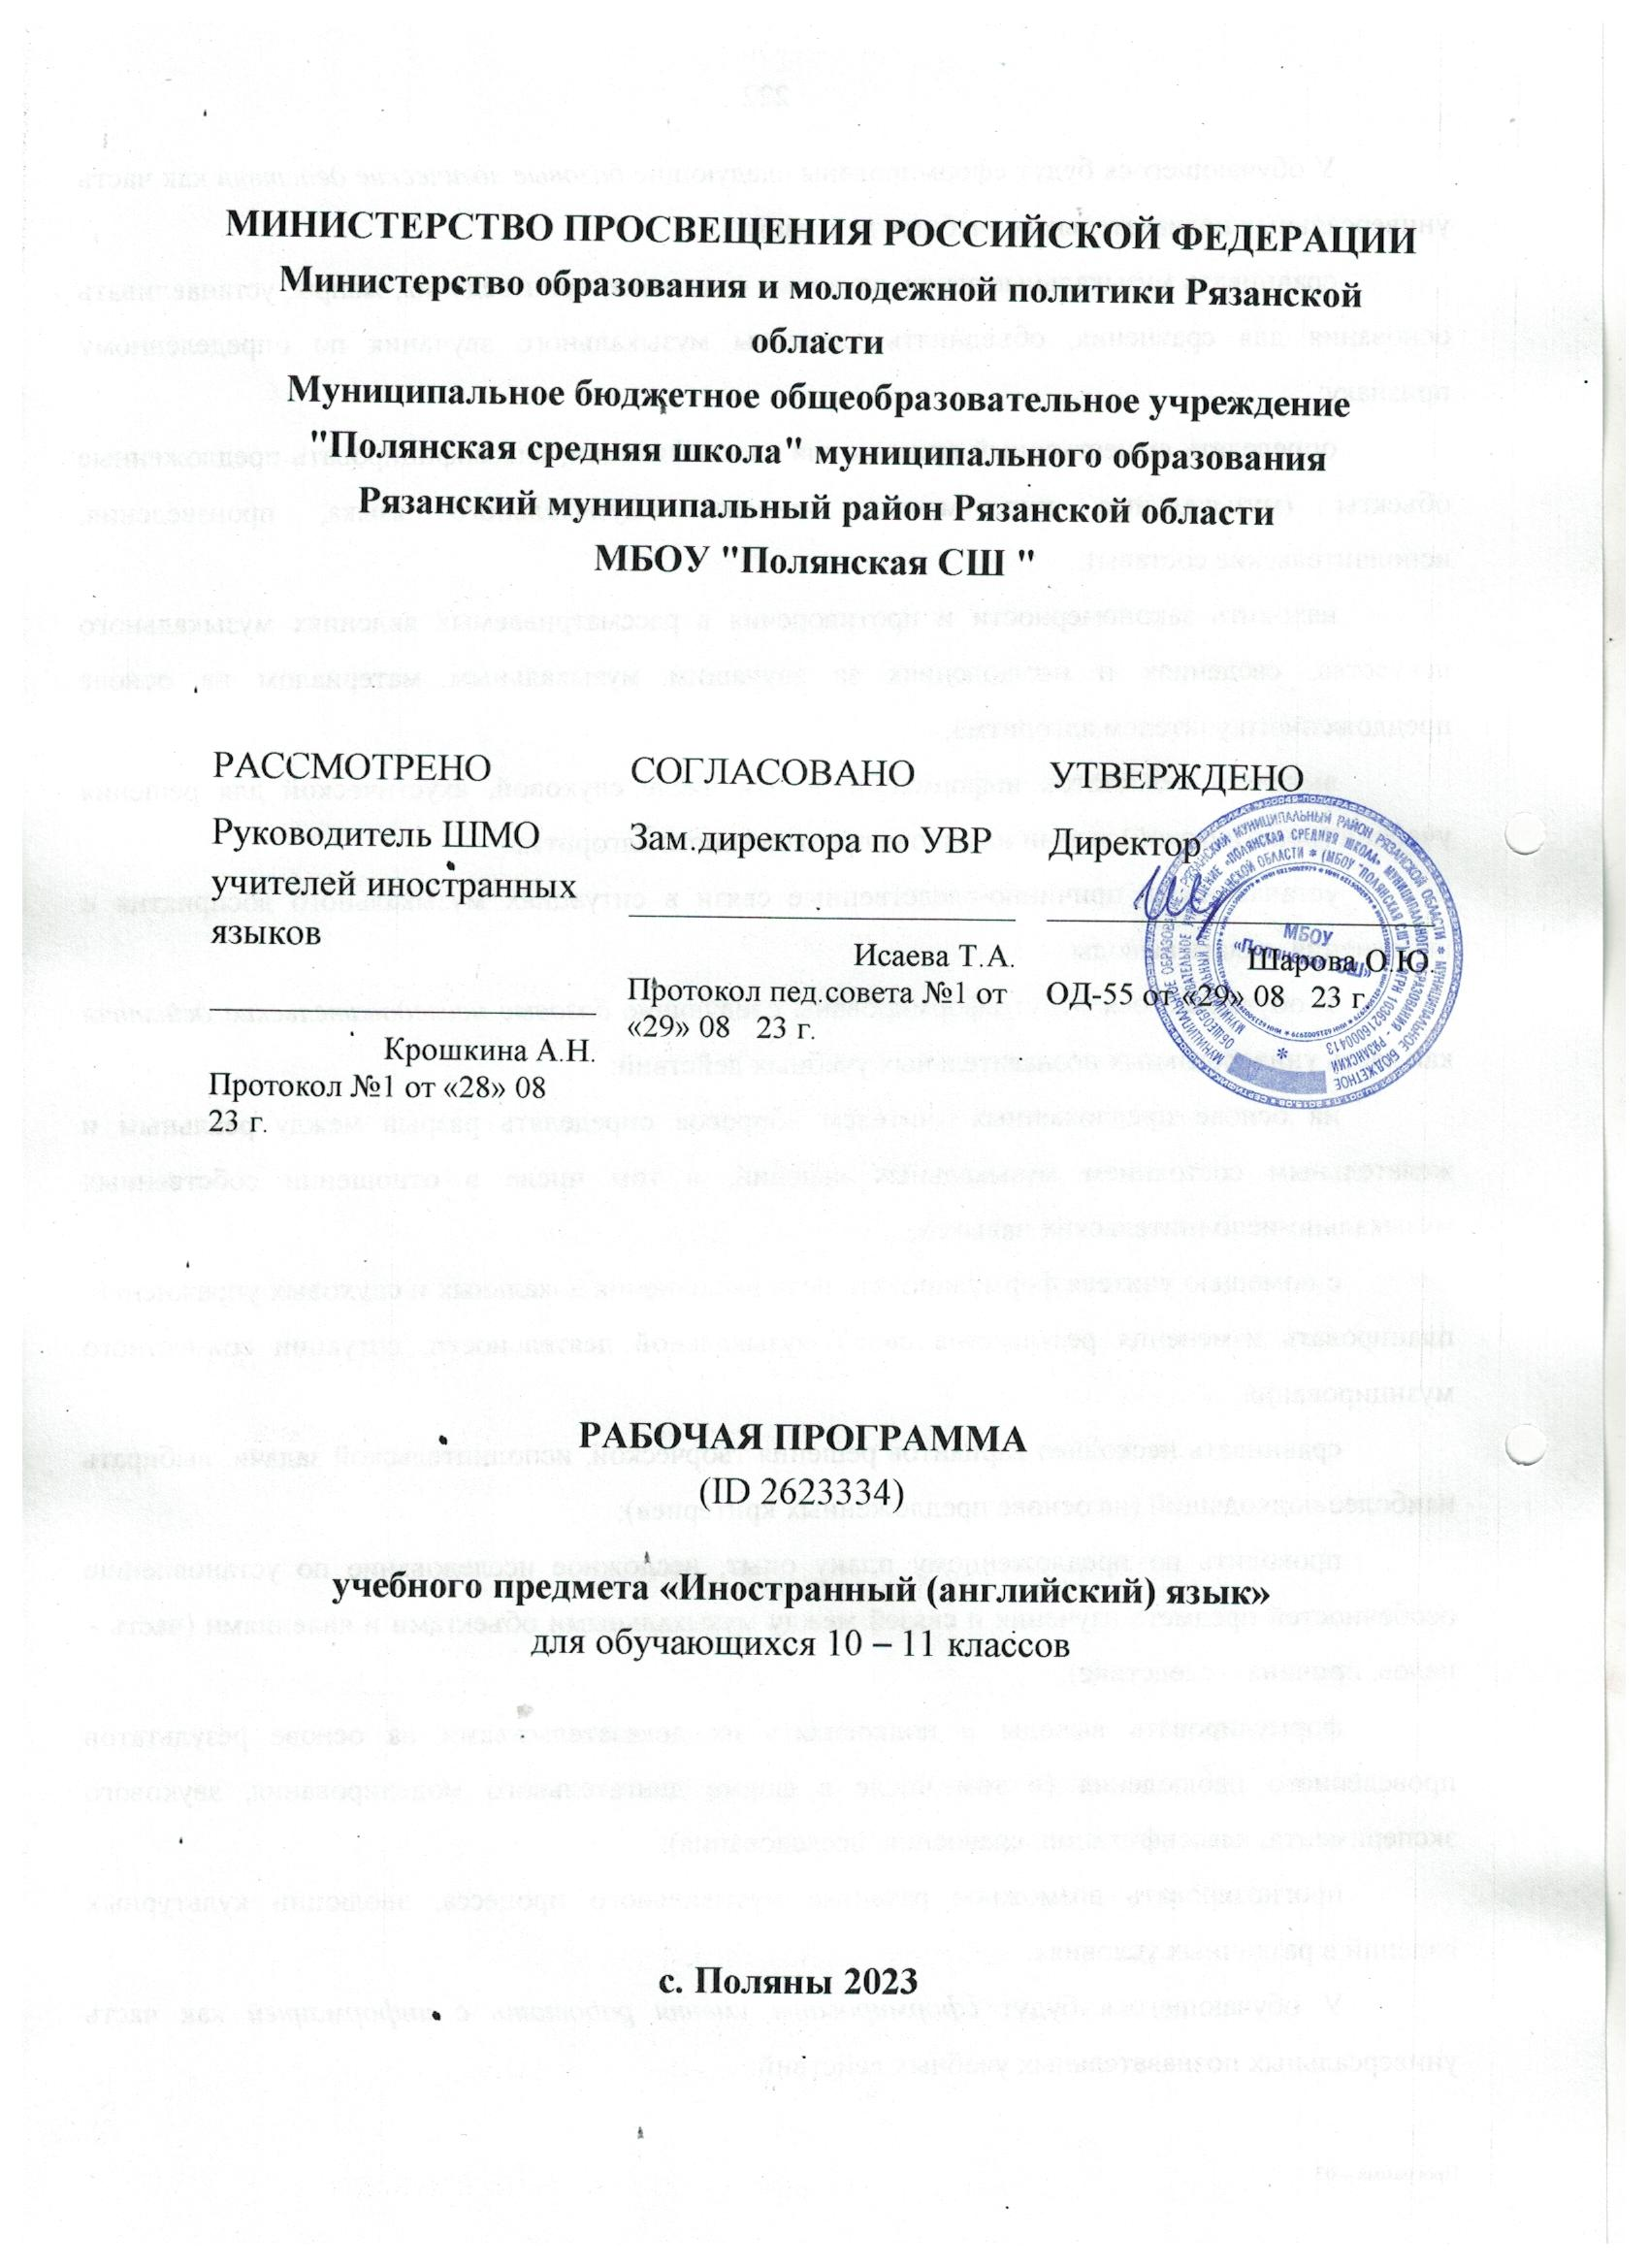 МИНИСТЕРСТВО ПРОСВЕЩЕНИЯ РОССИЙСКОЙ ФЕДЕРАЦИИ
Министерство образования и молодежной политики Рязанской
области
Муниципальное бюджетное общеобразовательное учреждение
"Полянская средняя школа" муниципального образования
Рязанский муниципальный район Рязанской области
МБОУ "Полянская СШ "
РАССМОТРЕНО
Руководитель ШМО
учителей иностранных
языков
Крошкина А.Н.
Протокол №1 от «28» 08
23 г.
СОГЛАСОВАНО
Зам.директора по УВР
Исаева Т.А.
Протокол пед.совета №1 от
«29» 08 23 г.
УТВЕРЖДЕНО
Директор
Шарова О.Ю.
ОД-55 от «29» 08 23 г.
МБОУ
«Полянская СШ»
РАБОЧАЯ ПРОГРАММА
(ID 2623334)
учебного предмета «Иностранный (английский) язык»
для обучающихся 10 – 11 классов
с. Поляны 2023